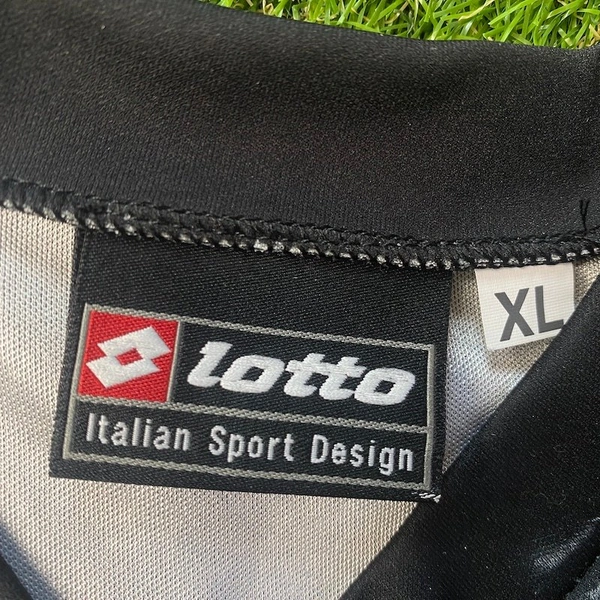 lotto
Italian Sport Design
XL